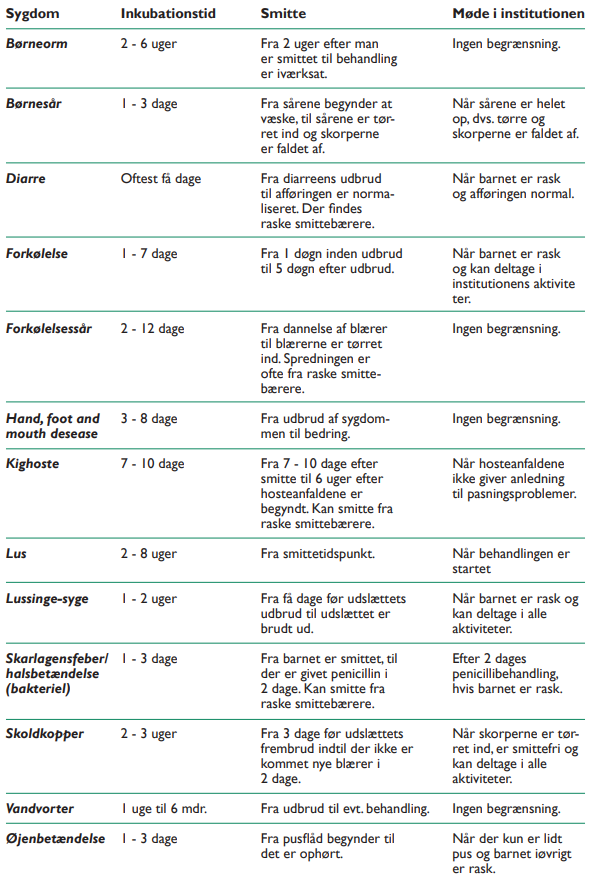 Sygdom Inkubationstid Smitte Møde i institutionen
Børneorm 2 - 6 uger Fra 2 uger efter man Ingen begrænsning.
er smittet til behandling
er iværksat.
Børnesår 1 - 3 dage Fra sårene begynder at Når sårene er helet
væske, til sårene er tør- op, dvs. tørre og
ret ind og skorperne skorperne er faldet af.
er faldet af.
Diarre Oftest få dage Fra diarreens udbrud Når barnet er rask
til afføringen er norma- og afføringen normal.
liseret. Der findes
raske smittebærere.
Forkølelse 1 - 7 dage Fra 1 døgn inden udbrud Når barnet er rask
til 5 døgn efter udbrud. og kan deltage i
institutionens aktivite
ter.
Forkølelsessår 2 - 12 dage Fra dannelse af blærer Ingen begrænsning.
til blærerne er tørret
ind. Spredningen er
ofte fra raske smitte-
bærere.
Hand, foot and 3 - 8 dage Fra udbrud af sygdom- Ingen begrænsning.
mouth desease men til bedring.
Kighoste 7 - 10 dage Fra 7 - 10 dage efter Når hosteanfaldene
smitte til 6 uger efter ikke giver anledning
hosteanfaldene er til pasningsproblemer.
begyndt. Kan smitte fra
raske smittebærere.
Lus 2 - 8 uger Fra smittetidspunkt. Når behandlingen er
startet
Lussinge-syge 1 - 2 uger Fra få dage før udslættets Når barnet er rask og
udbrud til udslættet er kan deltage i alle
brudt ud. aktiviteter.
Skarlagensfeber/ 1 - 3 dage Fra barnet er smittet, til Efter 2 dages
halsbetændelse der er givet penicillin i penicillibehandling,
(bakteriel) 2 dage. Kan smitte fra hvis barnet er rask.
raske smittebærere.
Skoldkopper 2 - 3 uger Fra 3 dage før udslættets Når skorperne er tør-
frembrud indtil der ikke er ret ind, er smittefri og
kommet nye blærer i kan deltage i alle
2 dage. aktiviteter.
Vandvorter 1 uge til 6 mdr. Fra udbrud til evt. behandling. Ingen begrænsning.
Øjenbetændelse 1 - 3 dage Fra pusflåd begynder til Når der kun er lidt
det er ophørt. pus og barnet iøvrigt
er rask.